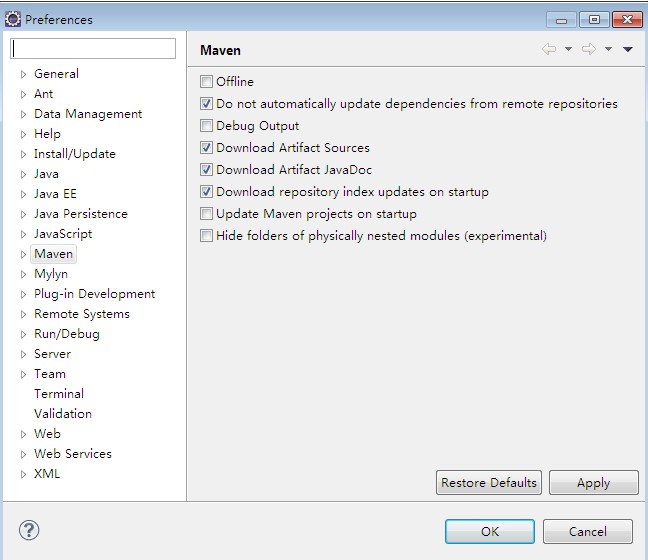 Preferences
General
Ant
Data Management
Help
Install/Update
Java
Java EE
Java Persistence
JavaScript
Maven
Mylyn
Plug-in Development
Remote Systems
Run/Debug
Server
Team
Terminal
Validation
Web
Web Services
XML
Maven
Offline
Do not automatically update dependencies from remote repositories
Debug Output
Download Artifact Sources
Download Artifact JavaDoc
Download repository index updates on startup
Update Maven projects on startup
Hide folders of physically nested modules (experimental)
Restore Defaults Apply
? OK Cancel